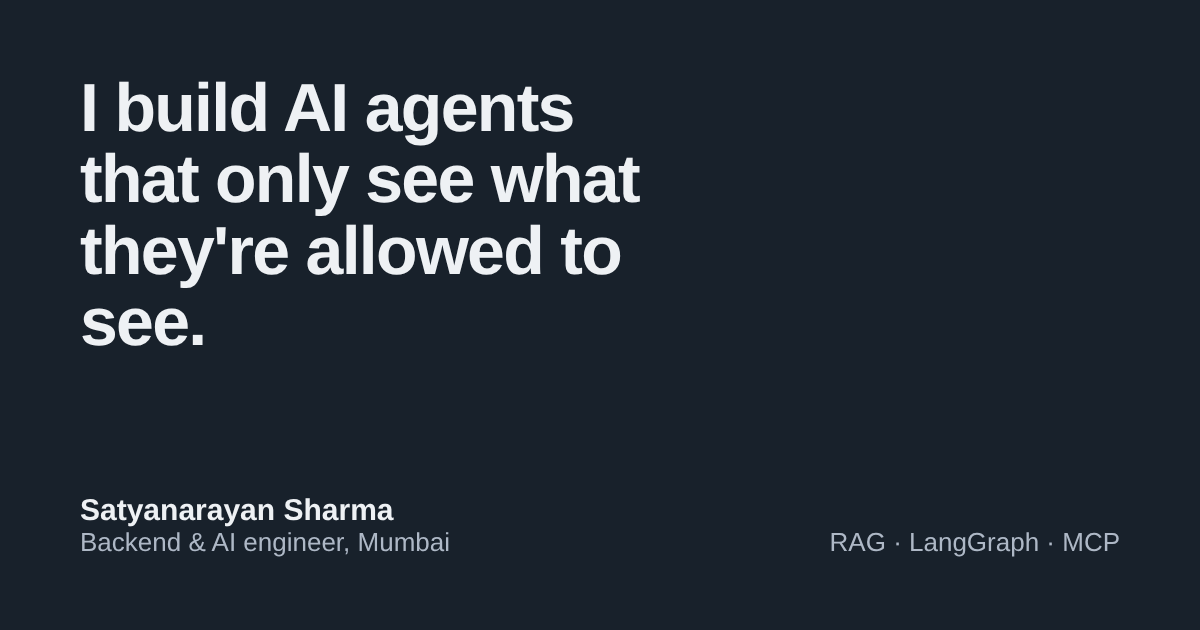 I build AI agents
that only see what
they're allowed to
see.
Satyanarayan Sharma
Backend & AI engineer, Mumbai
RAG · LangGraph · MCP